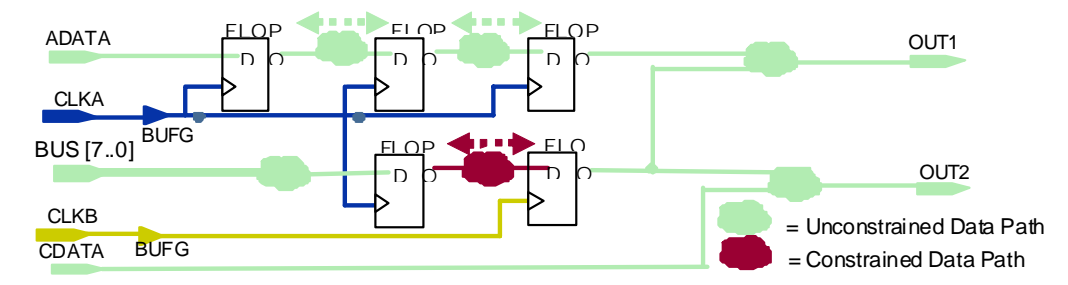 FLOP
FLOP
FLOP
ADATA
D
Q
D
Q
D
Q
OUT1
CLKA
BUFG
BUS [7..0]
FLOP
FLO
D
Q
D
Q
OUT2
CLKB
BUFG
CDATA
= Unconstrained Data Path
= Constrained Data Path